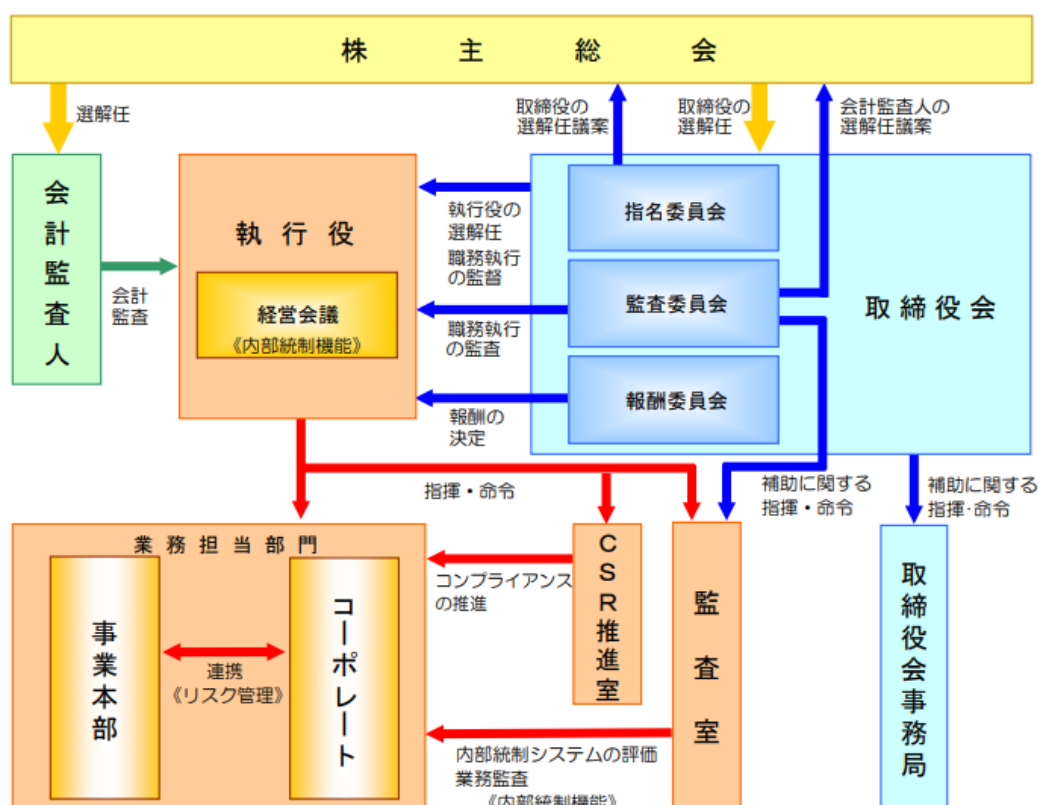 株主総会
選解任
取締役の
選解任議案
取締役の
選解任
会計監査人の
選解任議案
会計監査人
執行役
執行役の
選解任
職務執行
の監督
指名委員会
会計
監査
経営会議
《内部統制機能》
職務執行
の監査
監査委員会
取締役会
報酬の
決定
報酬委員会
指揮・命令
補助に関する
指揮・命令
補助に関する
指揮・命令
業務担当部門
事業本部
連携
《リスク管理》
コーポレート
コンプライアンス
の推進
CSR推進室
監査室
取締役会事務局
内部統制システムの評価
業務監査
《内部統制機能》